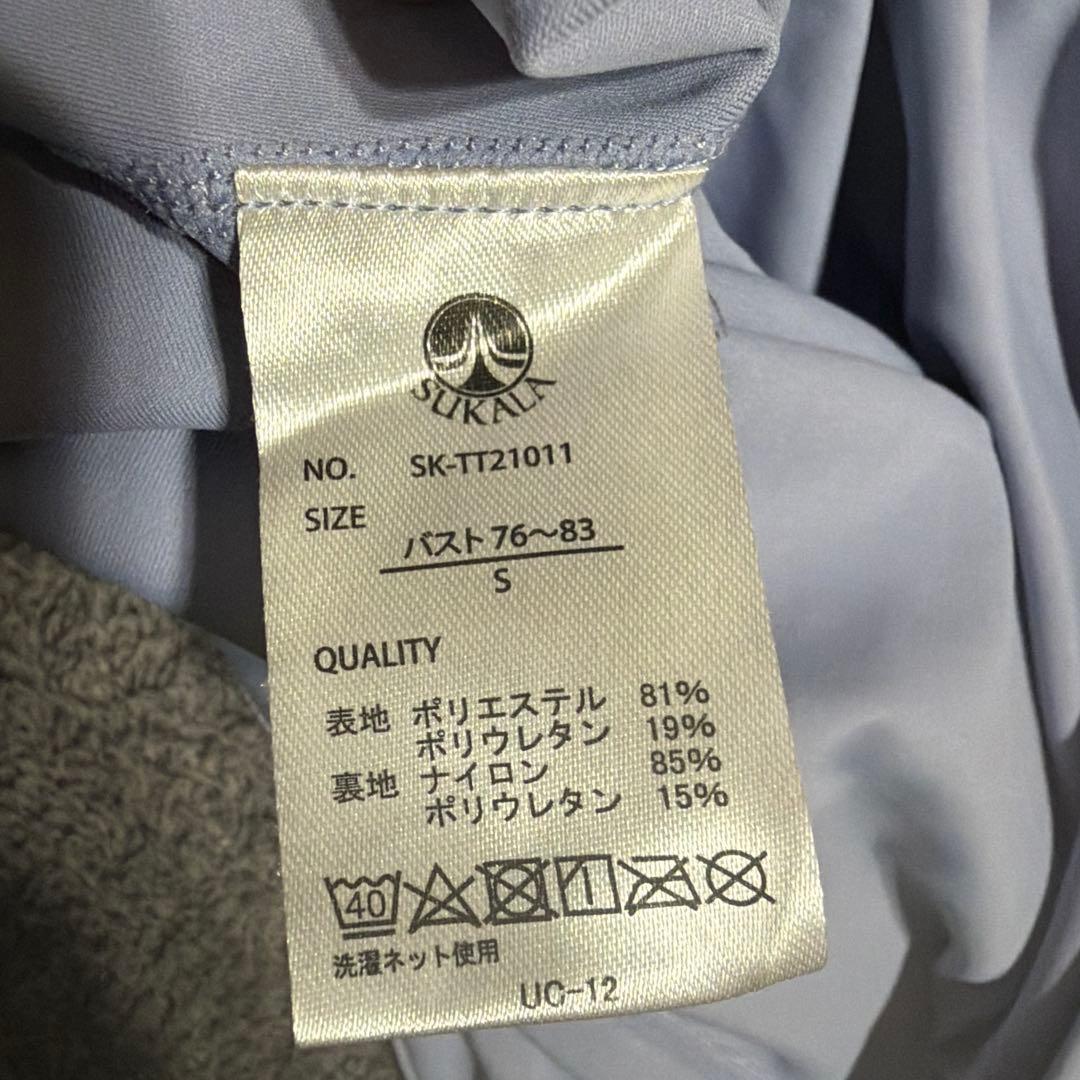 SUKALA
NO. SK-TT21011
SIZE
バスト 76〜83
S
QUALITY
表地 ポリエステル 81%
ポリウレタン 19%
裏地 ナイロン 85%
ポリウレタン 15%
40
洗濯ネット使用
UC-12